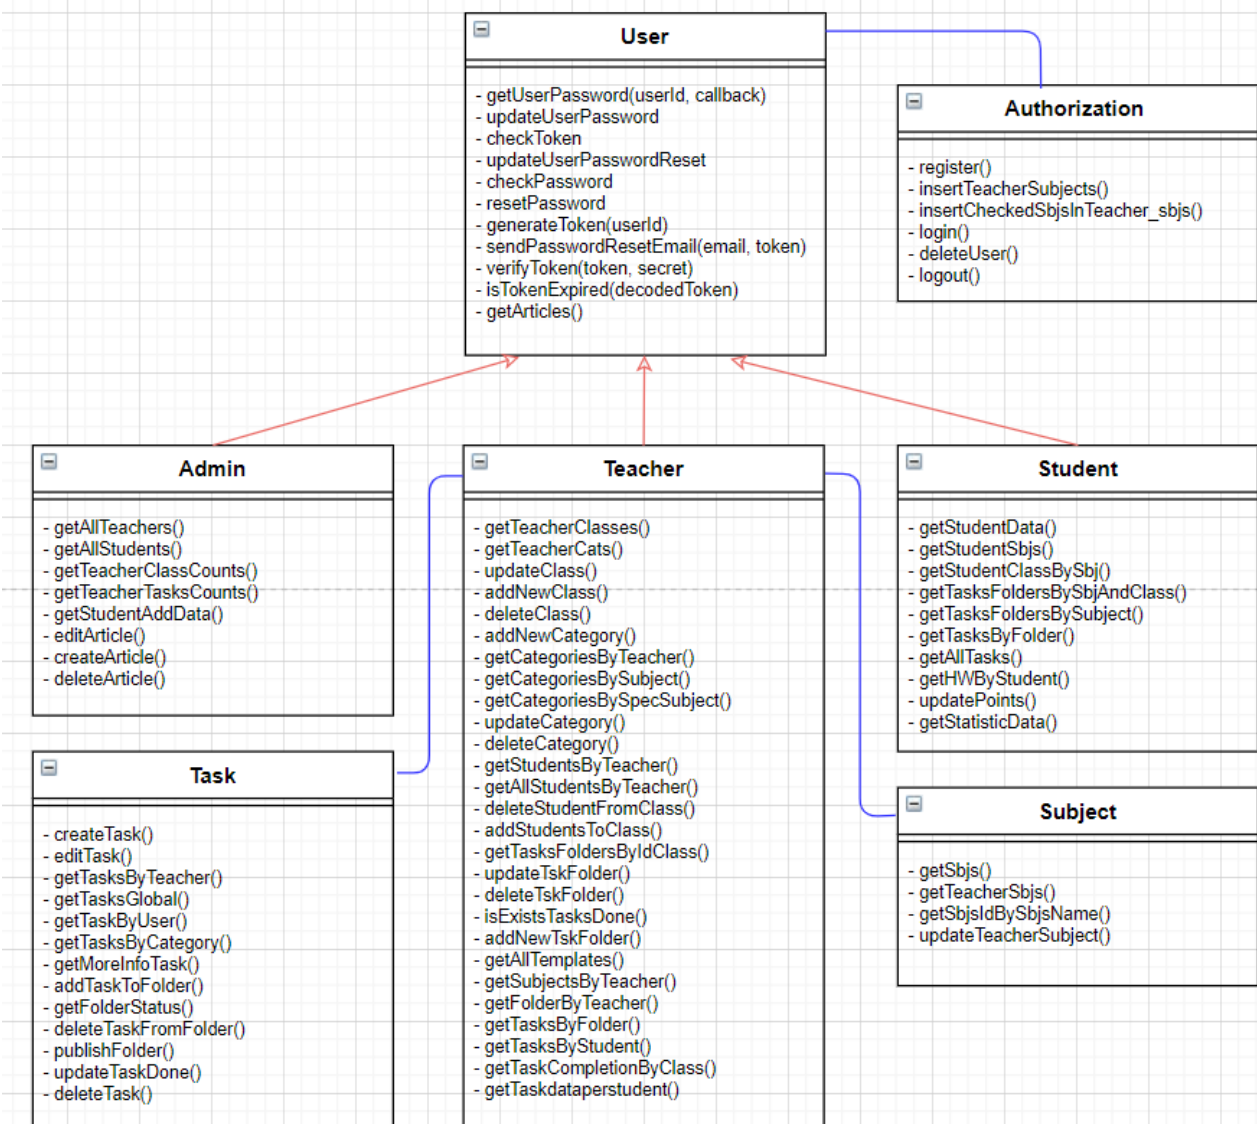 User
- getUserPassword(userId, callback)
- updateUserPassword
- checkToken
- updateUserPasswordReset
- checkPassword
- resetPassword
- generateToken(userId)
- sendPasswordResetEmail(email, token)
- verifyToken(token, secret)
- isTokenExpired(decodedToken)
- getArticles()
Authorization
- register()
- insertTeacherSubjects()
- insertCheckedSbjsInTeacher_sbjs()
- login()
- deleteUser()
- logout()
Admin
- getAllTeachers()
- getAllStudents()
- getTeacherClassCounts()
- getTeacherTasksCounts()
- getStudentAddData()
- editArticle()
- createArticle()
- deleteArticle()
Teacher
- getTeacherClasses()
- getTeacherCats()
- updateClass()
- addNewClass()
- deleteClass()
- addNewCategory()
- getCategoriesByTeacher()
- getCategoriesBySubject()
- getCategoriesBySpecSubject()
- updateCategory()
- deleteCategory()
- getStudentsByTeacher()
- getAllStudentsByTeacher()
- deleteStudentFromClass()
- addStudentsToClass()
- getTasksFoldersByIdClass()
- updateTskFolder()
- deleteTskFolder()
- isExistsTasksDone()
- addNewTskFolder()
- getAllTemplates()
- getSubjectsByTeacher()
- getFolderByTeacher()
- getTasksByFolder()
- getTasksByStudent()
- getTaskCompletionByClass()
- getTaskdataperstudent()
Student
- getStudentData()
- getStudentSbjs()
- getStudentClassBySbj()
- getTasksFoldersBySbjAndClass()
- getTasksFoldersBySubject()
- getTasksByFolder()
- getAllTasks()
- getHWByStudent()
- updatePoints()
- getStatisticData()
Task
- createTask()
- editTask()
- getTasksByTeacher()
- getTasksGlobal()
- getTaskByUser()
- getTasksByCategory()
- getMoreInfoTask()
- addTaskToFolder()
- getFolderStatus()
- deleteTaskFromFolder()
- publishFolder()
- updateTaskDone()
- deleteTask()
Subject
- getSbjs()
- getTeacherSbjs()
- getSbjsIdBySbjsName()
- updateTeacherSubject()